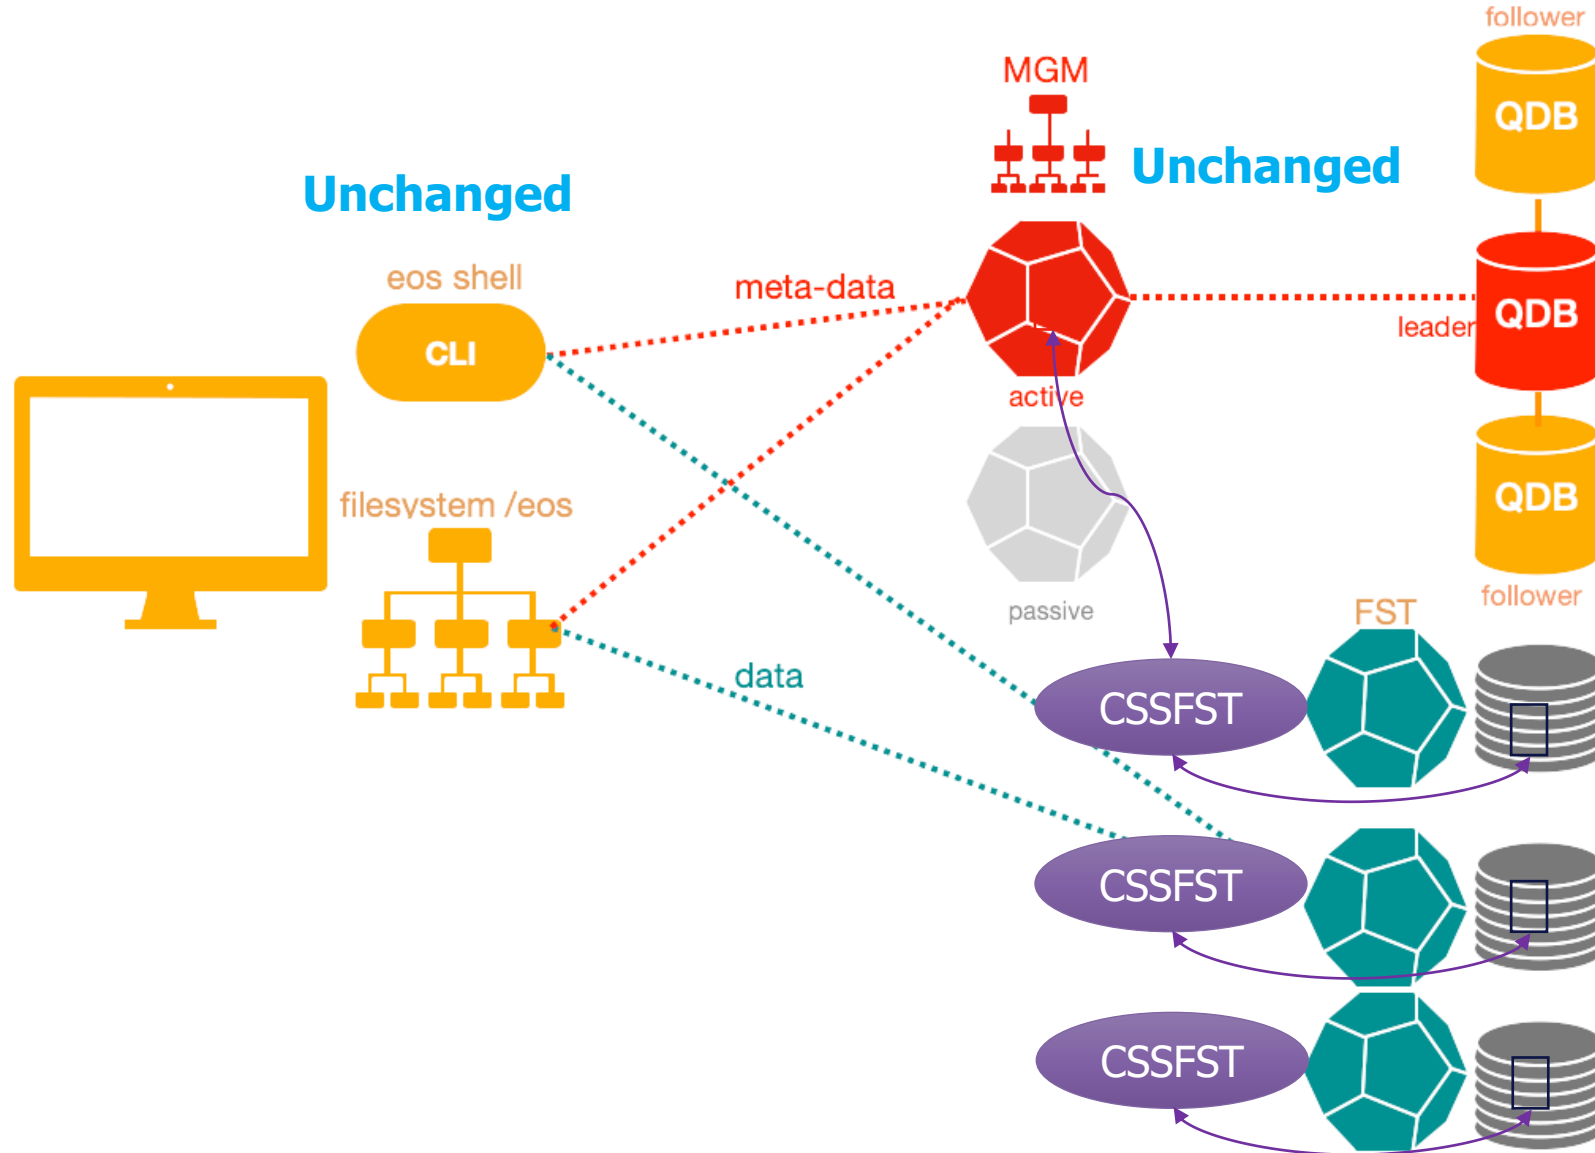 follower
MGM
QDB
Unchanged
Unchanged
eos shell
meta-data
CLI
QDB
leader
active
filesystem /eos
QDB
passive
follower
FST
data
CSSFST
CSSFST
CSSFST